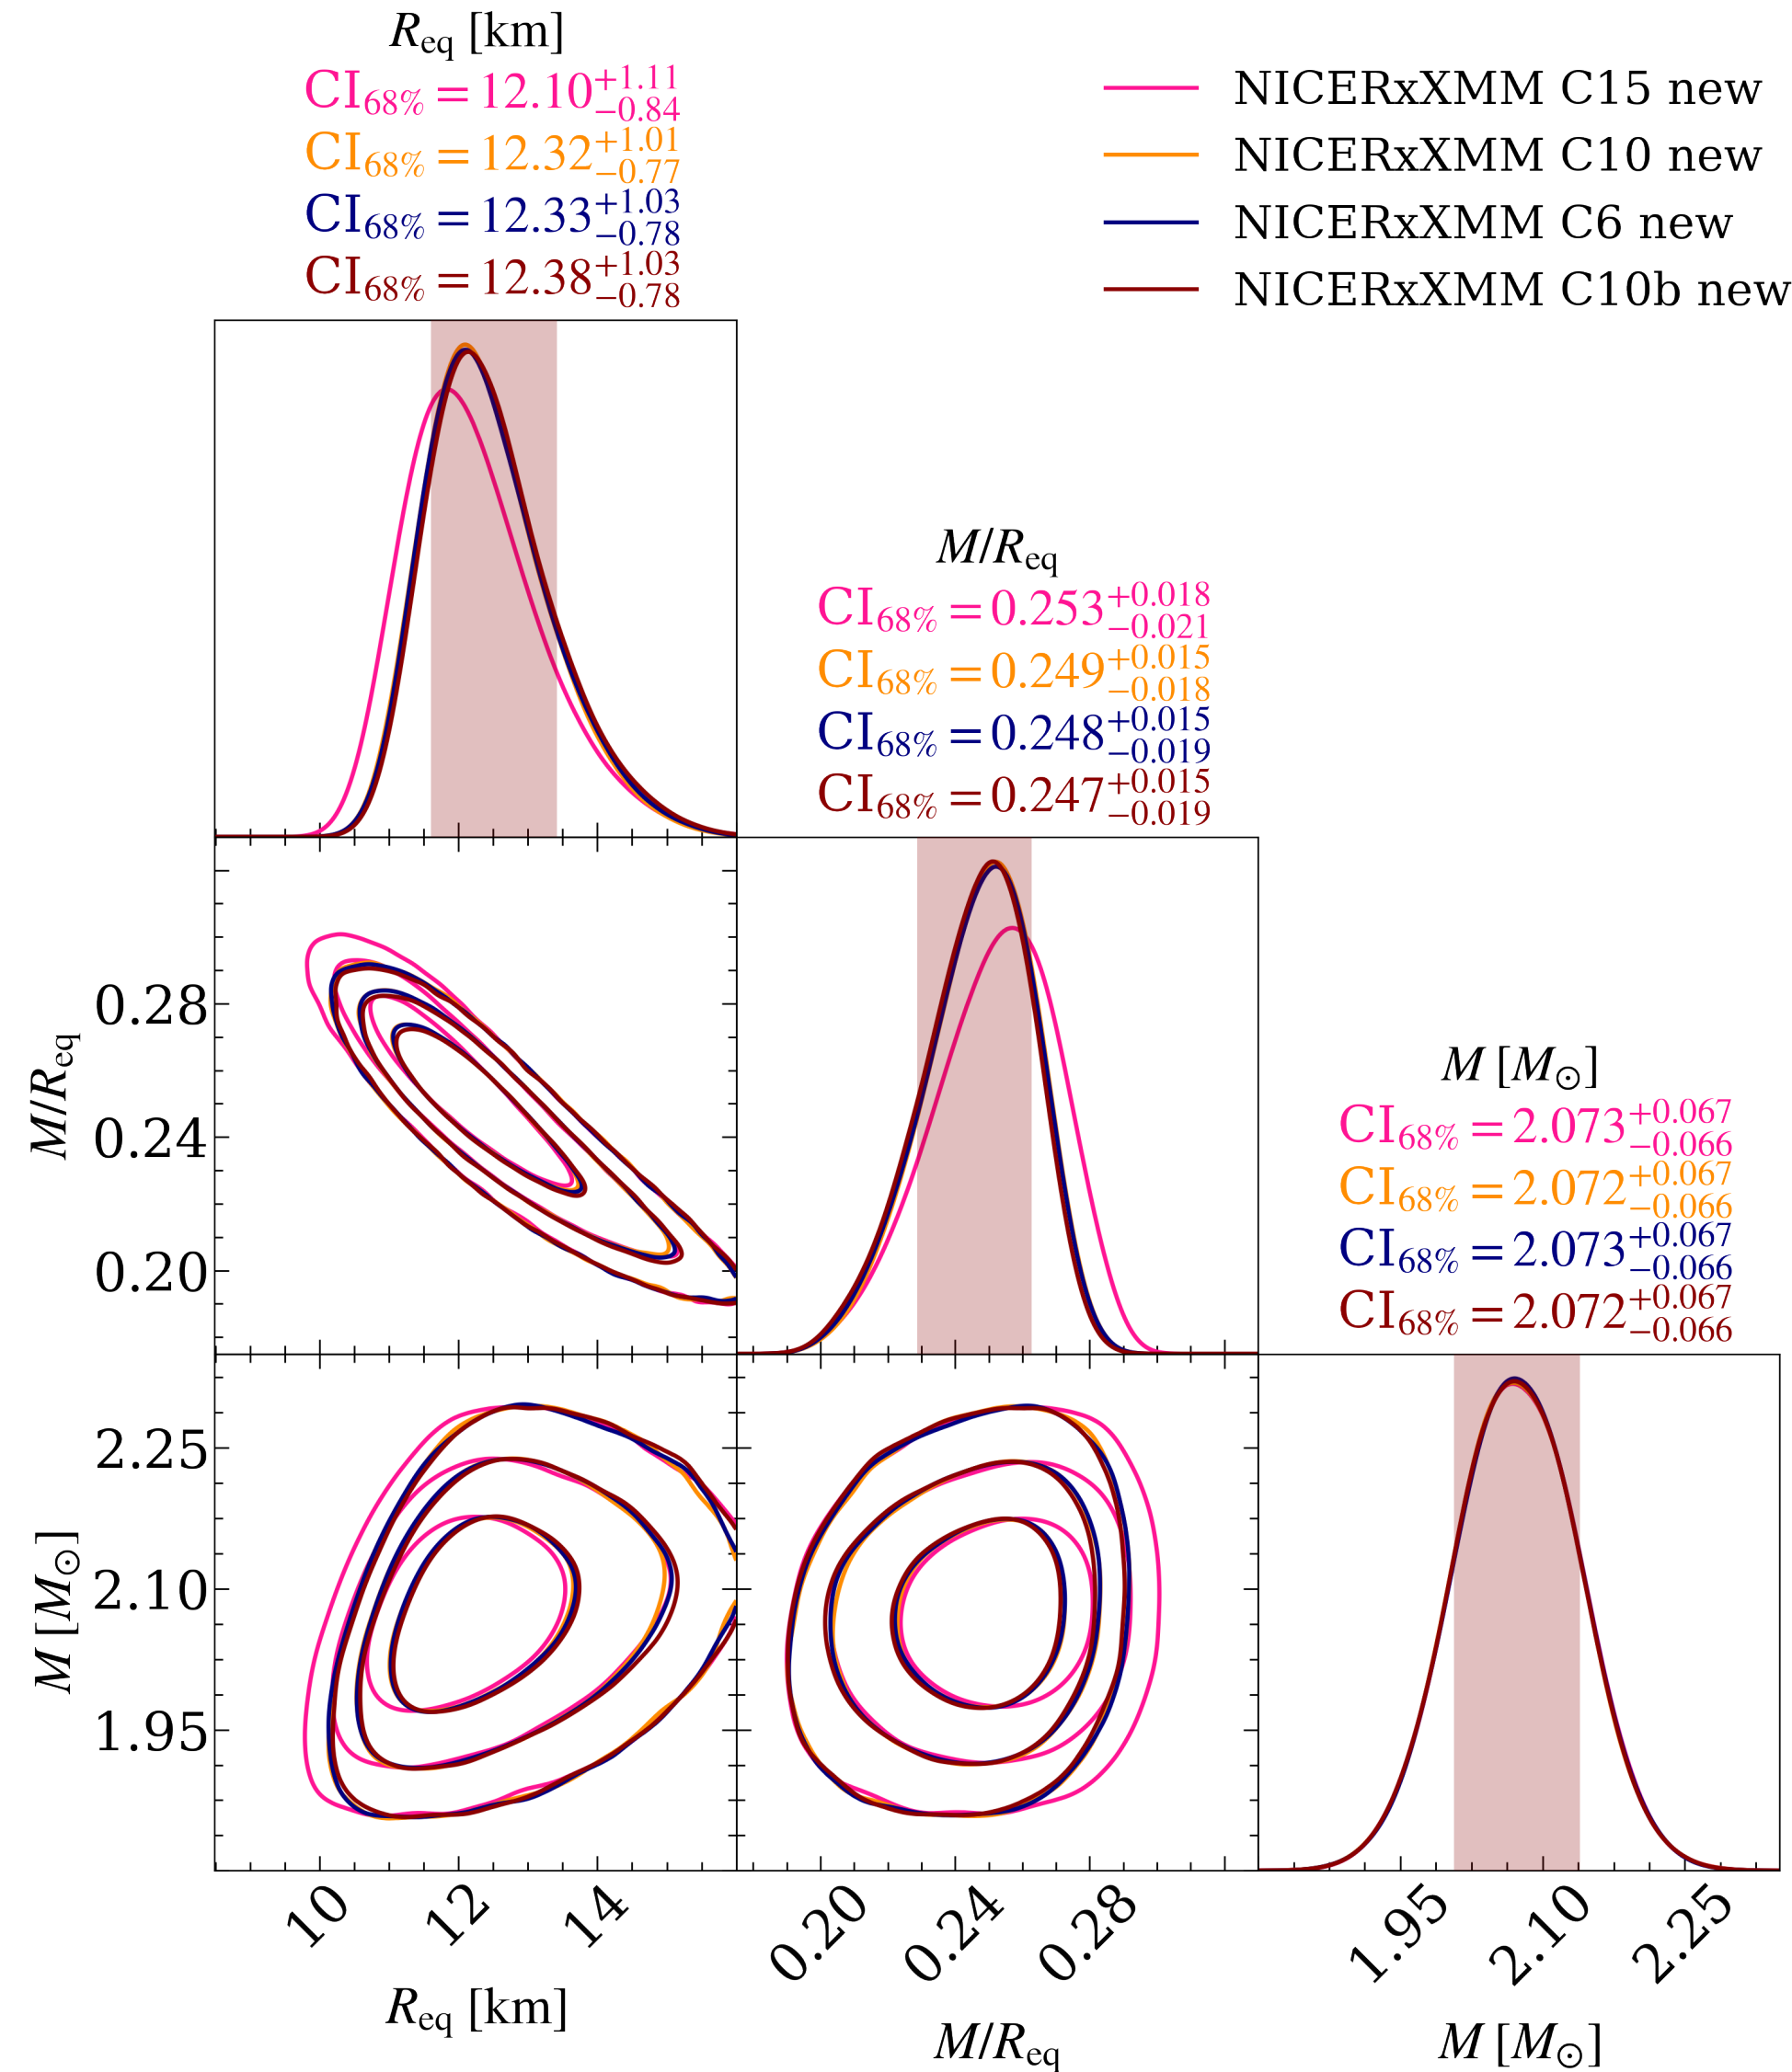 R_eq [km]
CI_68% = 12.10 +1.11 −0.84
CI_68% = 12.32 +1.01 −0.77
CI_68% = 12.33 +1.03 −0.78
CI_68% = 12.38 +1.03 −0.78
NICERxXMM C15 new
NICERxXMM C10 new
NICERxXMM C6 new
NICERxXMM C10b new
M/R_eq
CI_68% = 0.253 +0.018 −0.021
CI_68% = 0.249 +0.015 −0.018
CI_68% = 0.248 +0.015 −0.019
CI_68% = 0.247 +0.015 −0.019
M/R_eq
0.28
0.24
0.20
M [M_⊙]
CI_68% = 2.073 +0.067 −0.066
CI_68% = 2.072 +0.067 −0.066
CI_68% = 2.073 +0.067 −0.066
CI_68% = 2.072 +0.067 −0.066
M [M_⊙]
2.25
2.10
1.95
10 12 14
0.20 0.24 0.28
1.95 2.10 2.25
R_eq [km]
M/R_eq
M [M_⊙]